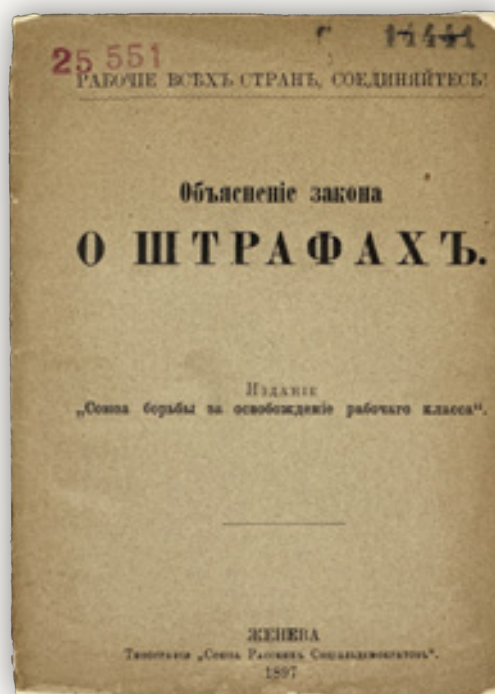 25 551
РАБОЧІЕ ВСѢХЪ СТРАНЪ, СОЕДИНЯЙТЕСЬ!
Объясненіе закона
О ШТРАФАХЪ.
Изданіе
„Союза борьбы за освобожденіе рабочаго класса“.
ЖЕНЕВА
Типографія „Союза Русскихъ Соціальдемократовъ“.
1897